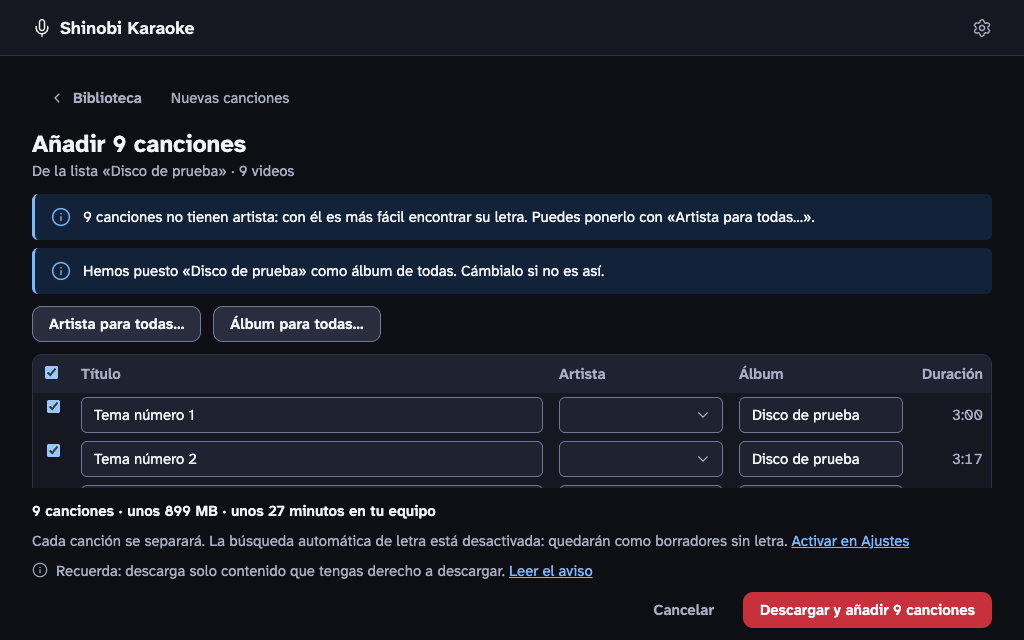 Shinobi Karaoke
Biblioteca Nuevas canciones
Añadir 9 canciones
De la lista «Disco de prueba» · 9 videos
9 canciones no tienen artista: con él es más fácil encontrar su letra. Puedes ponerlo con «Artista para todas...».
Hemos puesto «Disco de prueba» como álbum de todas. Cámbialo si no es así.
Artista para todas... Álbum para todas...
Título Artista Álbum Duración
Tema número 1 Disco de prueba 3:00
Tema número 2 Disco de prueba 3:17
9 canciones · unos 899 MB · unos 27 minutos en tu equipo
Cada canción se separará. La búsqueda automática de letra está desactivada: quedarán como borradores sin letra. Activar en Ajustes
Recuerda: descarga solo contenido que tengas derecho a descargar. Leer el aviso
Cancelar Descargar y añadir 9 canciones